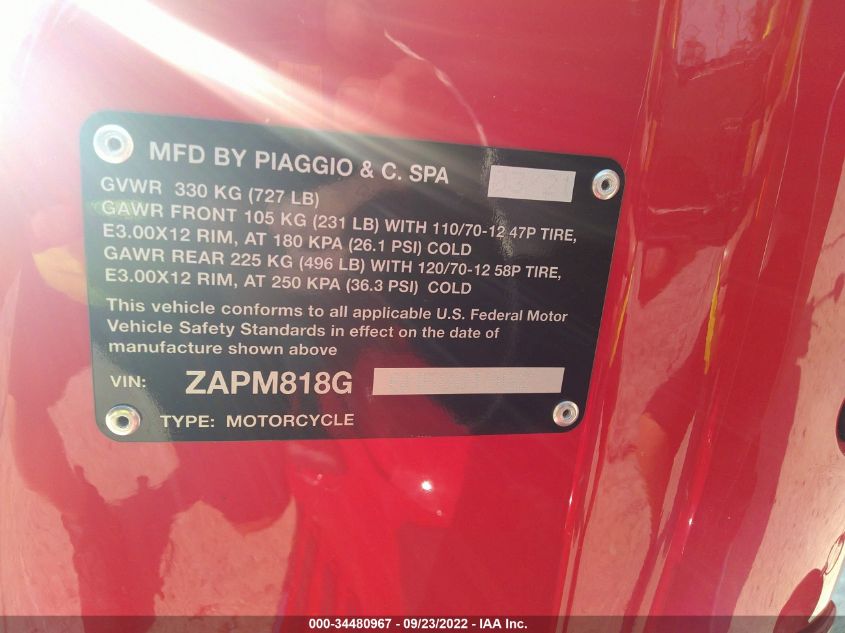 MFD BY PIAGGIO & C. SPA
GVWR 330 KG (727 LB)
GAWR FRONT 105 KG (231 LB) WITH 110/70-12 47P TIRE,
E3.00X12 RIM, AT 180 KPA (26.1 PSI) COLD
GAWR REAR 225 KG (496 LB) WITH 120/70-12 58P TIRE,
E3.00X12 RIM, AT 250 KPA (36.3 PSI) COLD
This vehicle conforms to all applicable U.S. Federal Motor
Vehicle Safety Standards in effect on the date of
manufacture shown above
VIN: ZAPM818G
TYPE: MOTORCYCLE
000-34480967 - 09/23/2022 - IAA Inc.